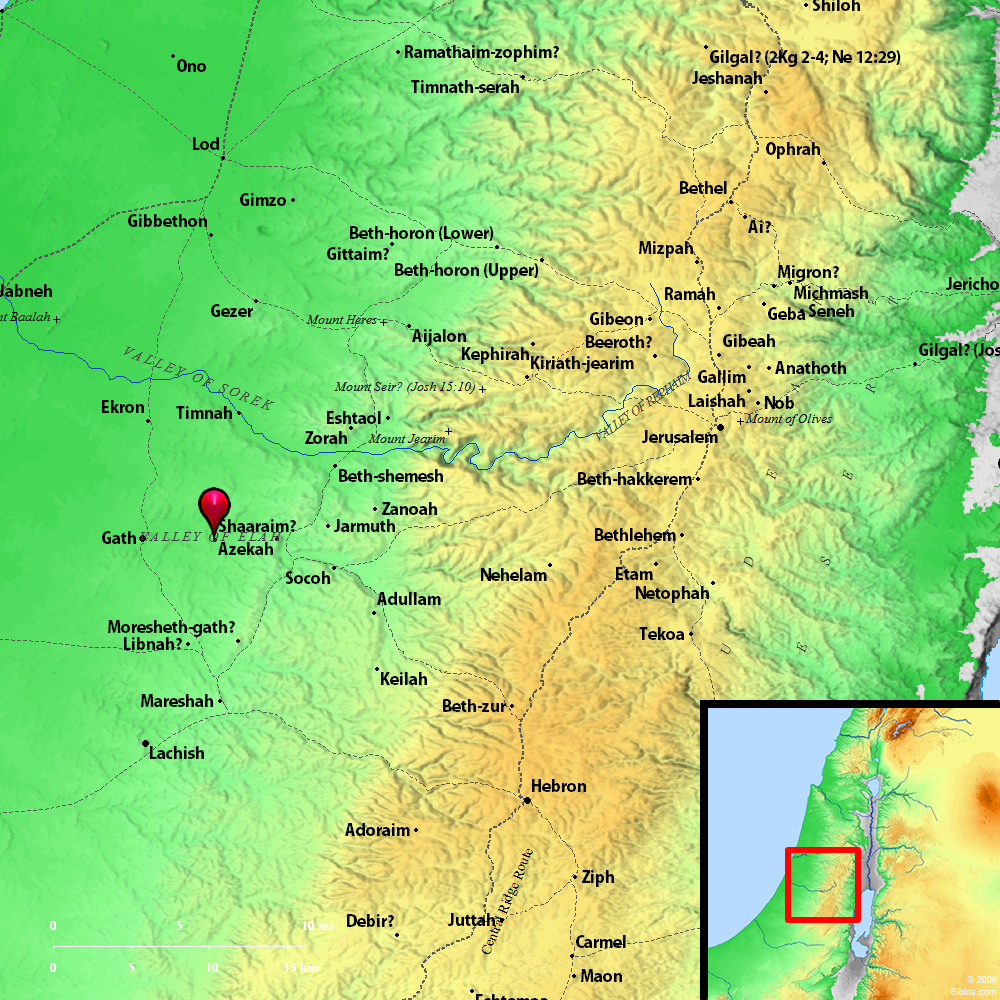 Shiloh
Ramathaim-zophim?
Ono
Gilgal? (2Kg 2-4; Ne 12:29)
Timnath-serah
Jeshanah
Lod
Ophrah
Bethel
Gimzo
Gibbethon
Ai?
Beth-horon (Lower)
Gittaim?
Mizpah
Beth-horon (Upper)
Migron?
Jericho
Jabneh
Michmash
Ramah
Gezer
Geba
Seneh
nt Baalah
Mount Heres
Gibeon
Aijalon
Beeroth?
Gibeah
Kephirah
Gilgal? (Jos
VALLEY OF SOREK
Kiriath-jearim
Anathoth
Gallim
Mount Seir? (Josh 15:10)
Laishah
Nob
VALLEY OF REPHAIM
Ekron
Timnah
Eshtaol
Mount of Olives
Zorah
Mount Jearim
Jerusalem
Beth-shemesh
Beth-hakkerem
Zanoah
Shaaraim?
Jarmuth
Gath
VALLEY OF ELAH
Bethlehem
Azekah
Socoh
Nehelam
Etam
Netophah
Adullam
Moresheth-gath?
Tekoa
Libnah?
JUDE
Keilah
Mareshah
Beth-zur
Lachish
Hebron
Adoraim
Central Ridge Route
Ziph
Debir?
Juttah
0 5 10 mi
Carmel
0 5 10 15 km
Maon
Eshtemoa
© 2008
Biblos.com